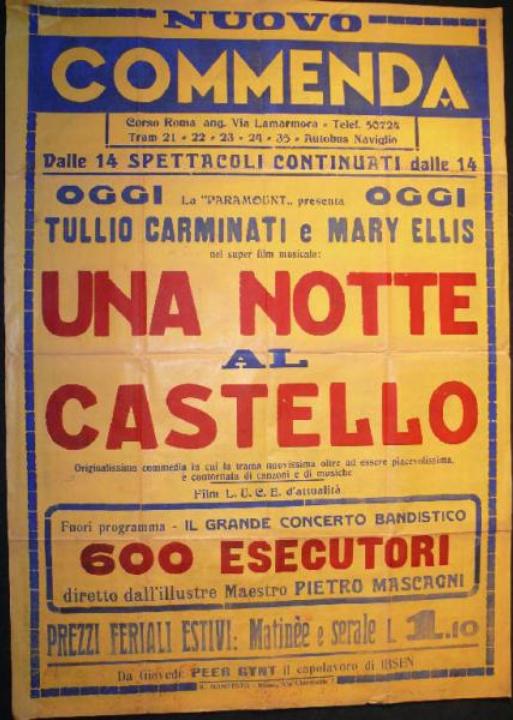 NUOVO
COMMENDA
Corso Roma ang. Via Lamarmora - Telef. 50724
Tram 21 - 22 - 23 - 24 - 35 - Autobus Naviglio
Dalle 14 SPETTACOLI CONTINUATI dalle 14
OGGI La "PARAMOUNT" presenta OGGI
TULLIO CARMINATI e MARY ELLIS
nel super film musicale:
UNA NOTTE
AL
CASTELLO
Originalissima commedia in cui la trama nuovissima oltre ad essere piacevolissima,
e contornata di canzoni e di musiche
Film L. U. C. E. d'attualità
Fuori programma - IL GRANDE CONCERTO BANDISTICO
600 ESECUTORI
diretto dall'illustre Maestro PIETRO MASCAGNI
PREZZI FERIALI ESTIVI: Matinèe e serale L. 1.10
Da Giovedì: PEER GYNT il capolavoro di IBSEN